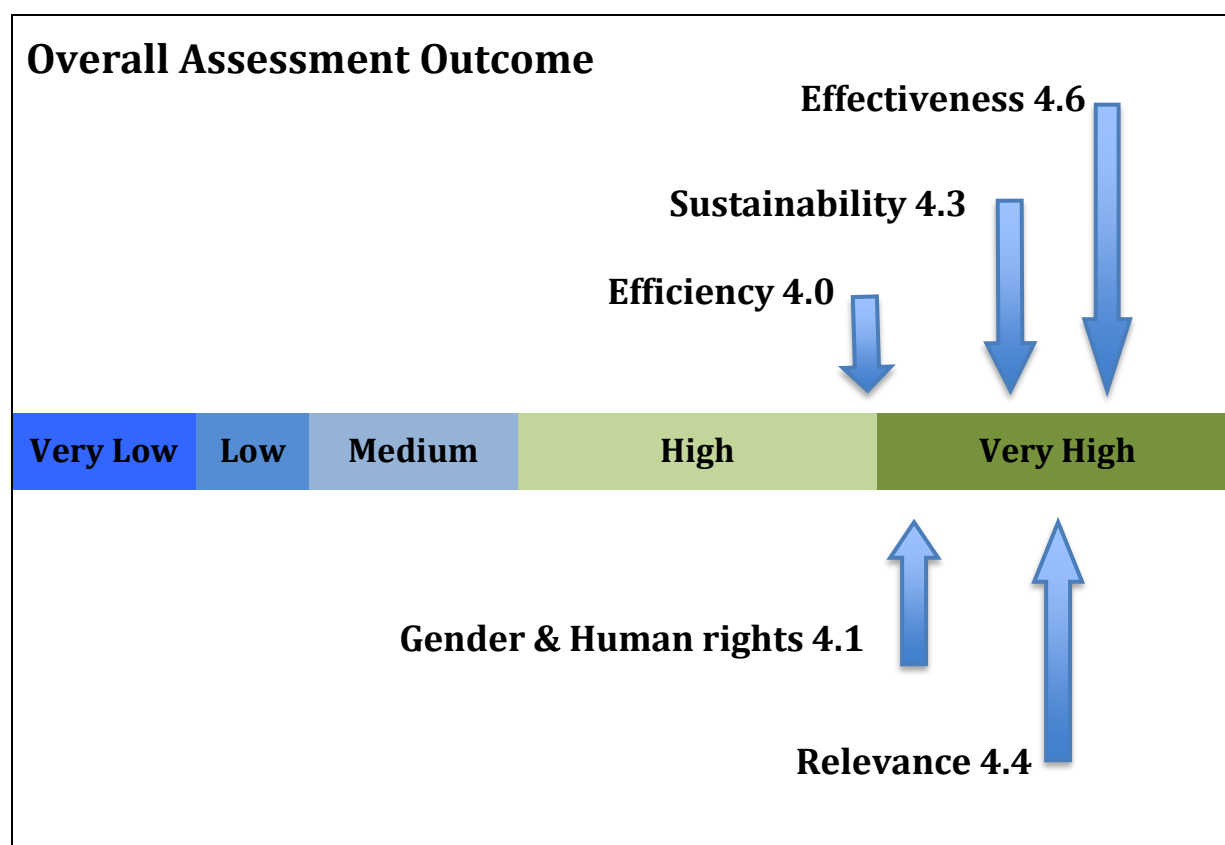 Overall Assessment Outcome
Effectiveness 4.6
Sustainability 4.3
Efficiency 4.0
Very Low Low Medium High Very High
Gender & Human rights 4.1
Relevance 4.4